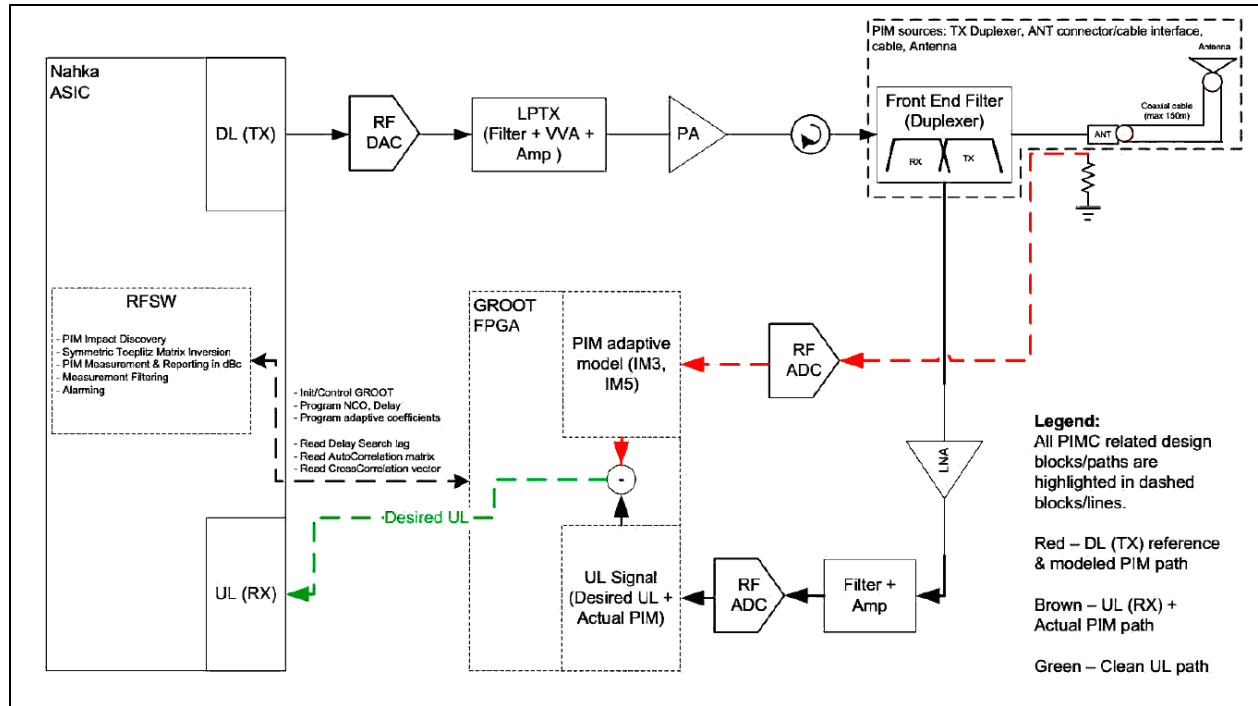 PIM sources: TX Duplexer, ANT connector/cable interface,
cable, Antenna
Antenna
Nahka
ASIC
DL (TX)
RF
DAC
LPTX
(Filter + VVA +
Amp )
PA
Front End Filter
(Duplexer)
RX
TX
Coaxial cable
(max 150m)
ANT
RFSW
- PIM Impact Discovery
- Symmetric Toeplitz Matrix Inversion
- PIM Measurement & Reporting in dBc
- Measurement Filtering
- Alarming
- Init/Control GROOT
- Program NCO, Delay
- Program adaptive coefficients
- Read Delay Search lag
- Read AutoCorrelation matrix
- Read CrossCorrelation vector
GROOT
FPGA
PIM adaptive
model (IM3,
IM5)
RF
ADC
-
Desired UL
LNA
UL (RX)
UL Signal
(Desired UL +
Actual PIM)
RF
ADC
Filter +
Amp
Legend:
All PIMC related design
blocks/paths are
highlighted in dashed
blocks/lines.
Red – DL (TX) reference
& modeled PIM path
Brown – UL (RX) +
Actual PIM path
Green – Clean UL path